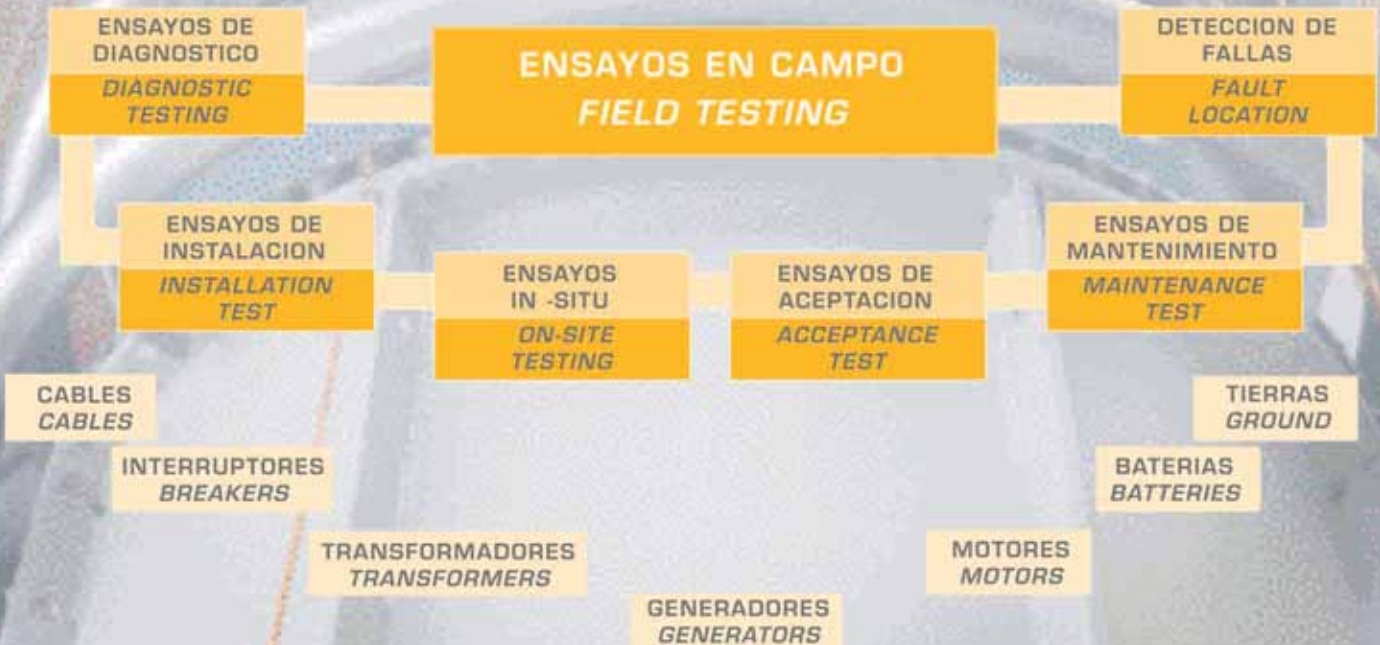 ENSAYOS DE
DIAGNOSTICO
DIAGNOSTIC
TESTING
ENSAYOS EN CAMPO
FIELD TESTING
DETECCION DE
FALLAS
FAULT
LOCATION
ENSAYOS DE
INSTALACION
INSTALLATION
TEST
ENSAYOS
IN -SITU
ON-SITE
TESTING
ENSAYOS DE
ACEPTACION
ACCEPTANCE
TEST
ENSAYOS DE
MANTENIMIENTO
MAINTENANCE
TEST
CABLES
CABLES
INTERRUPTORES
BREAKERS
TRANSFORMADORES
TRANSFORMERS
GENERADORES
GENERATORS
MOTORES
MOTORS
BATERIAS
BATTERIES
TIERRAS
GROUND